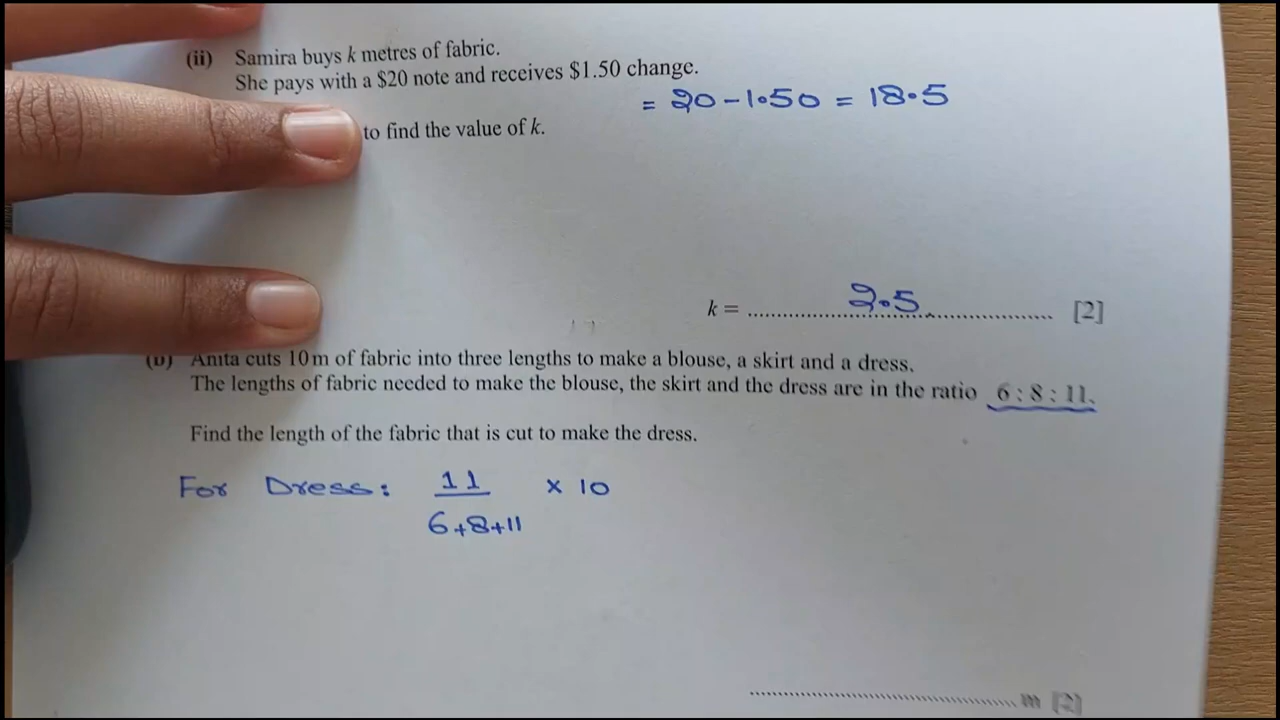 (ii) Samira buys k metres of fabric.
She pays with a $20 note and receives $1.50 change.
= 20 - 1.50 = 18.5
to find the value of k.
k = .......... 2.5 .......... [2]
(b) Anita cuts 10 m of fabric into three lengths to make a blouse, a skirt and a dress.
The lengths of fabric needed to make the blouse, the skirt and the dress are in the ratio 6 : 8 : 11.
Find the length of the fabric that is cut to make the dress.
For Dress: 11 / 6+8+11 × 10
.......... m [2]